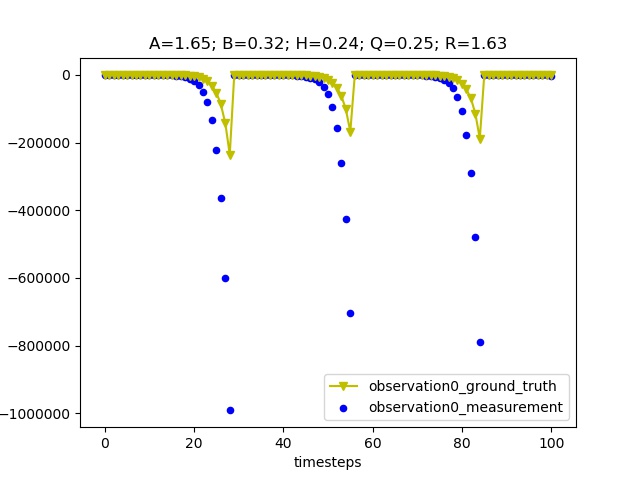 A=1.65; B=0.32; H=0.24; Q=0.25; R=1.63
0
−200000
−400000
−600000
−800000
−1000000
0 20 40 60 80 100
timesteps
observation0_ground_truth
observation0_measurement